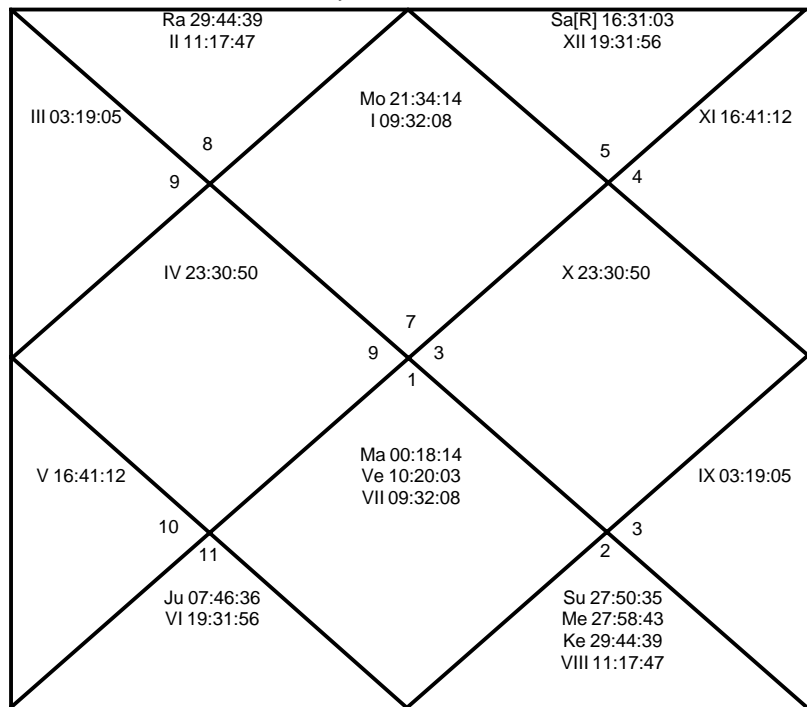 Ra 29:44:39
II 11:17:47
Sa[R] 16:31:03
XII 19:31:56
Mo 21:34:14
I 09:32:08
III 03:19:05
XI 16:41:12
8
5
9
4
IV 23:30:50
X 23:30:50
7
9
3
1
Ma 00:18:14
Ve 10:20:03
VII 09:32:08
V 16:41:12
IX 03:19:05
10
3
11
2
Ju 07:46:36
VI 19:31:56
Su 27:50:35
Me 27:58:43
Ke 29:44:39
VIII 11:17:47